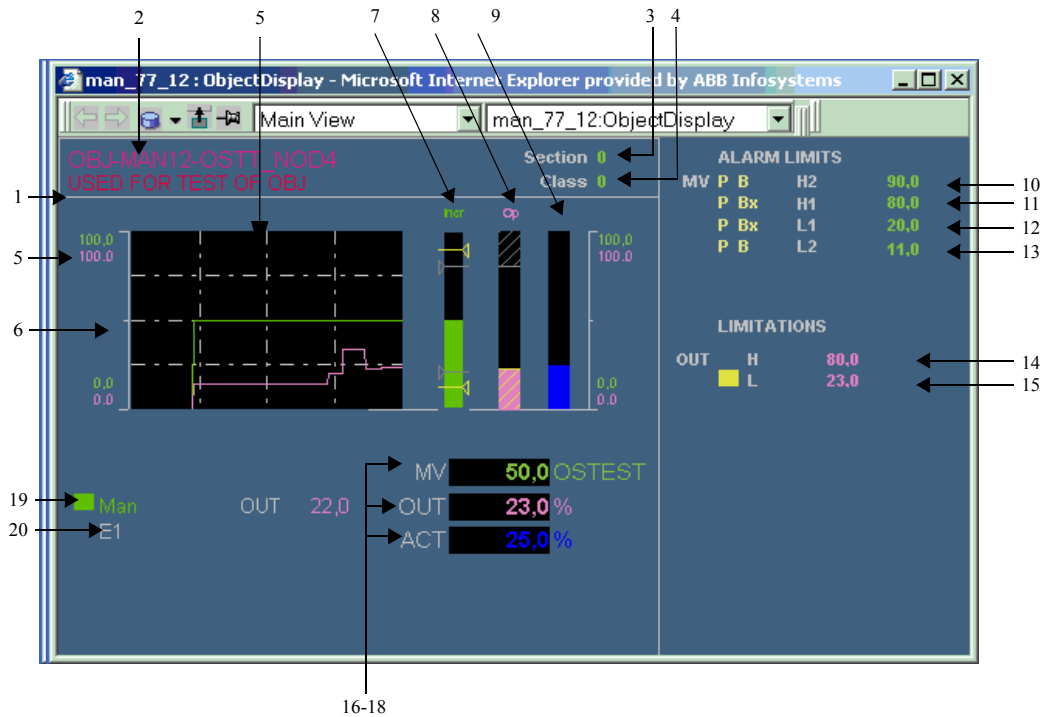 2 5 7 8 9 3 4
man_77_12 : ObjectDisplay - Microsoft Internet Explorer provided by ABB Infosystems
Main View man_77_12:ObjectDisplay
OBJ-MAN12-OSTT_NOD4
USED FOR TEST OF OBJ
Section 0
Class 0
ALARM LIMITS
MV P B H2 90,0 10
P Bx H1 80,0 11
P Bx L1 20,0 12
P B L2 11,0 13
1
Incr Op
100,0 100,0
5 100.0 100.0
6
0,0 0,0
0.0 0.0
LIMITATIONS
OUT H 80,0 14
L 23,0 15
MV 50,0 OSTEST
19 Man OUT 22,0 OUT 23,0 %
20 E1 ACT 25,0 %
16-18